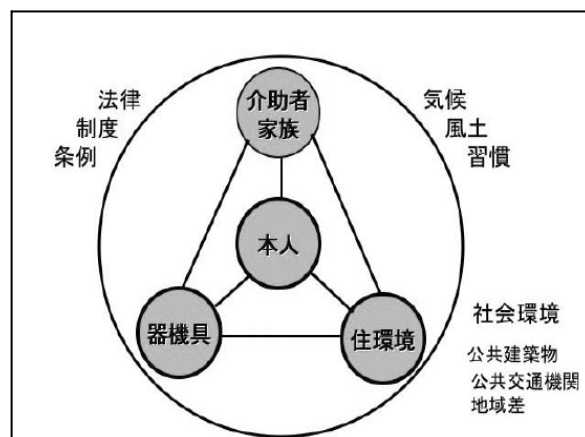 法律
制度
条例
介助者
家族
気候
風土
習慣
本人
器機具
住環境
社会環境
公共建築物
公共交通機関
地域差